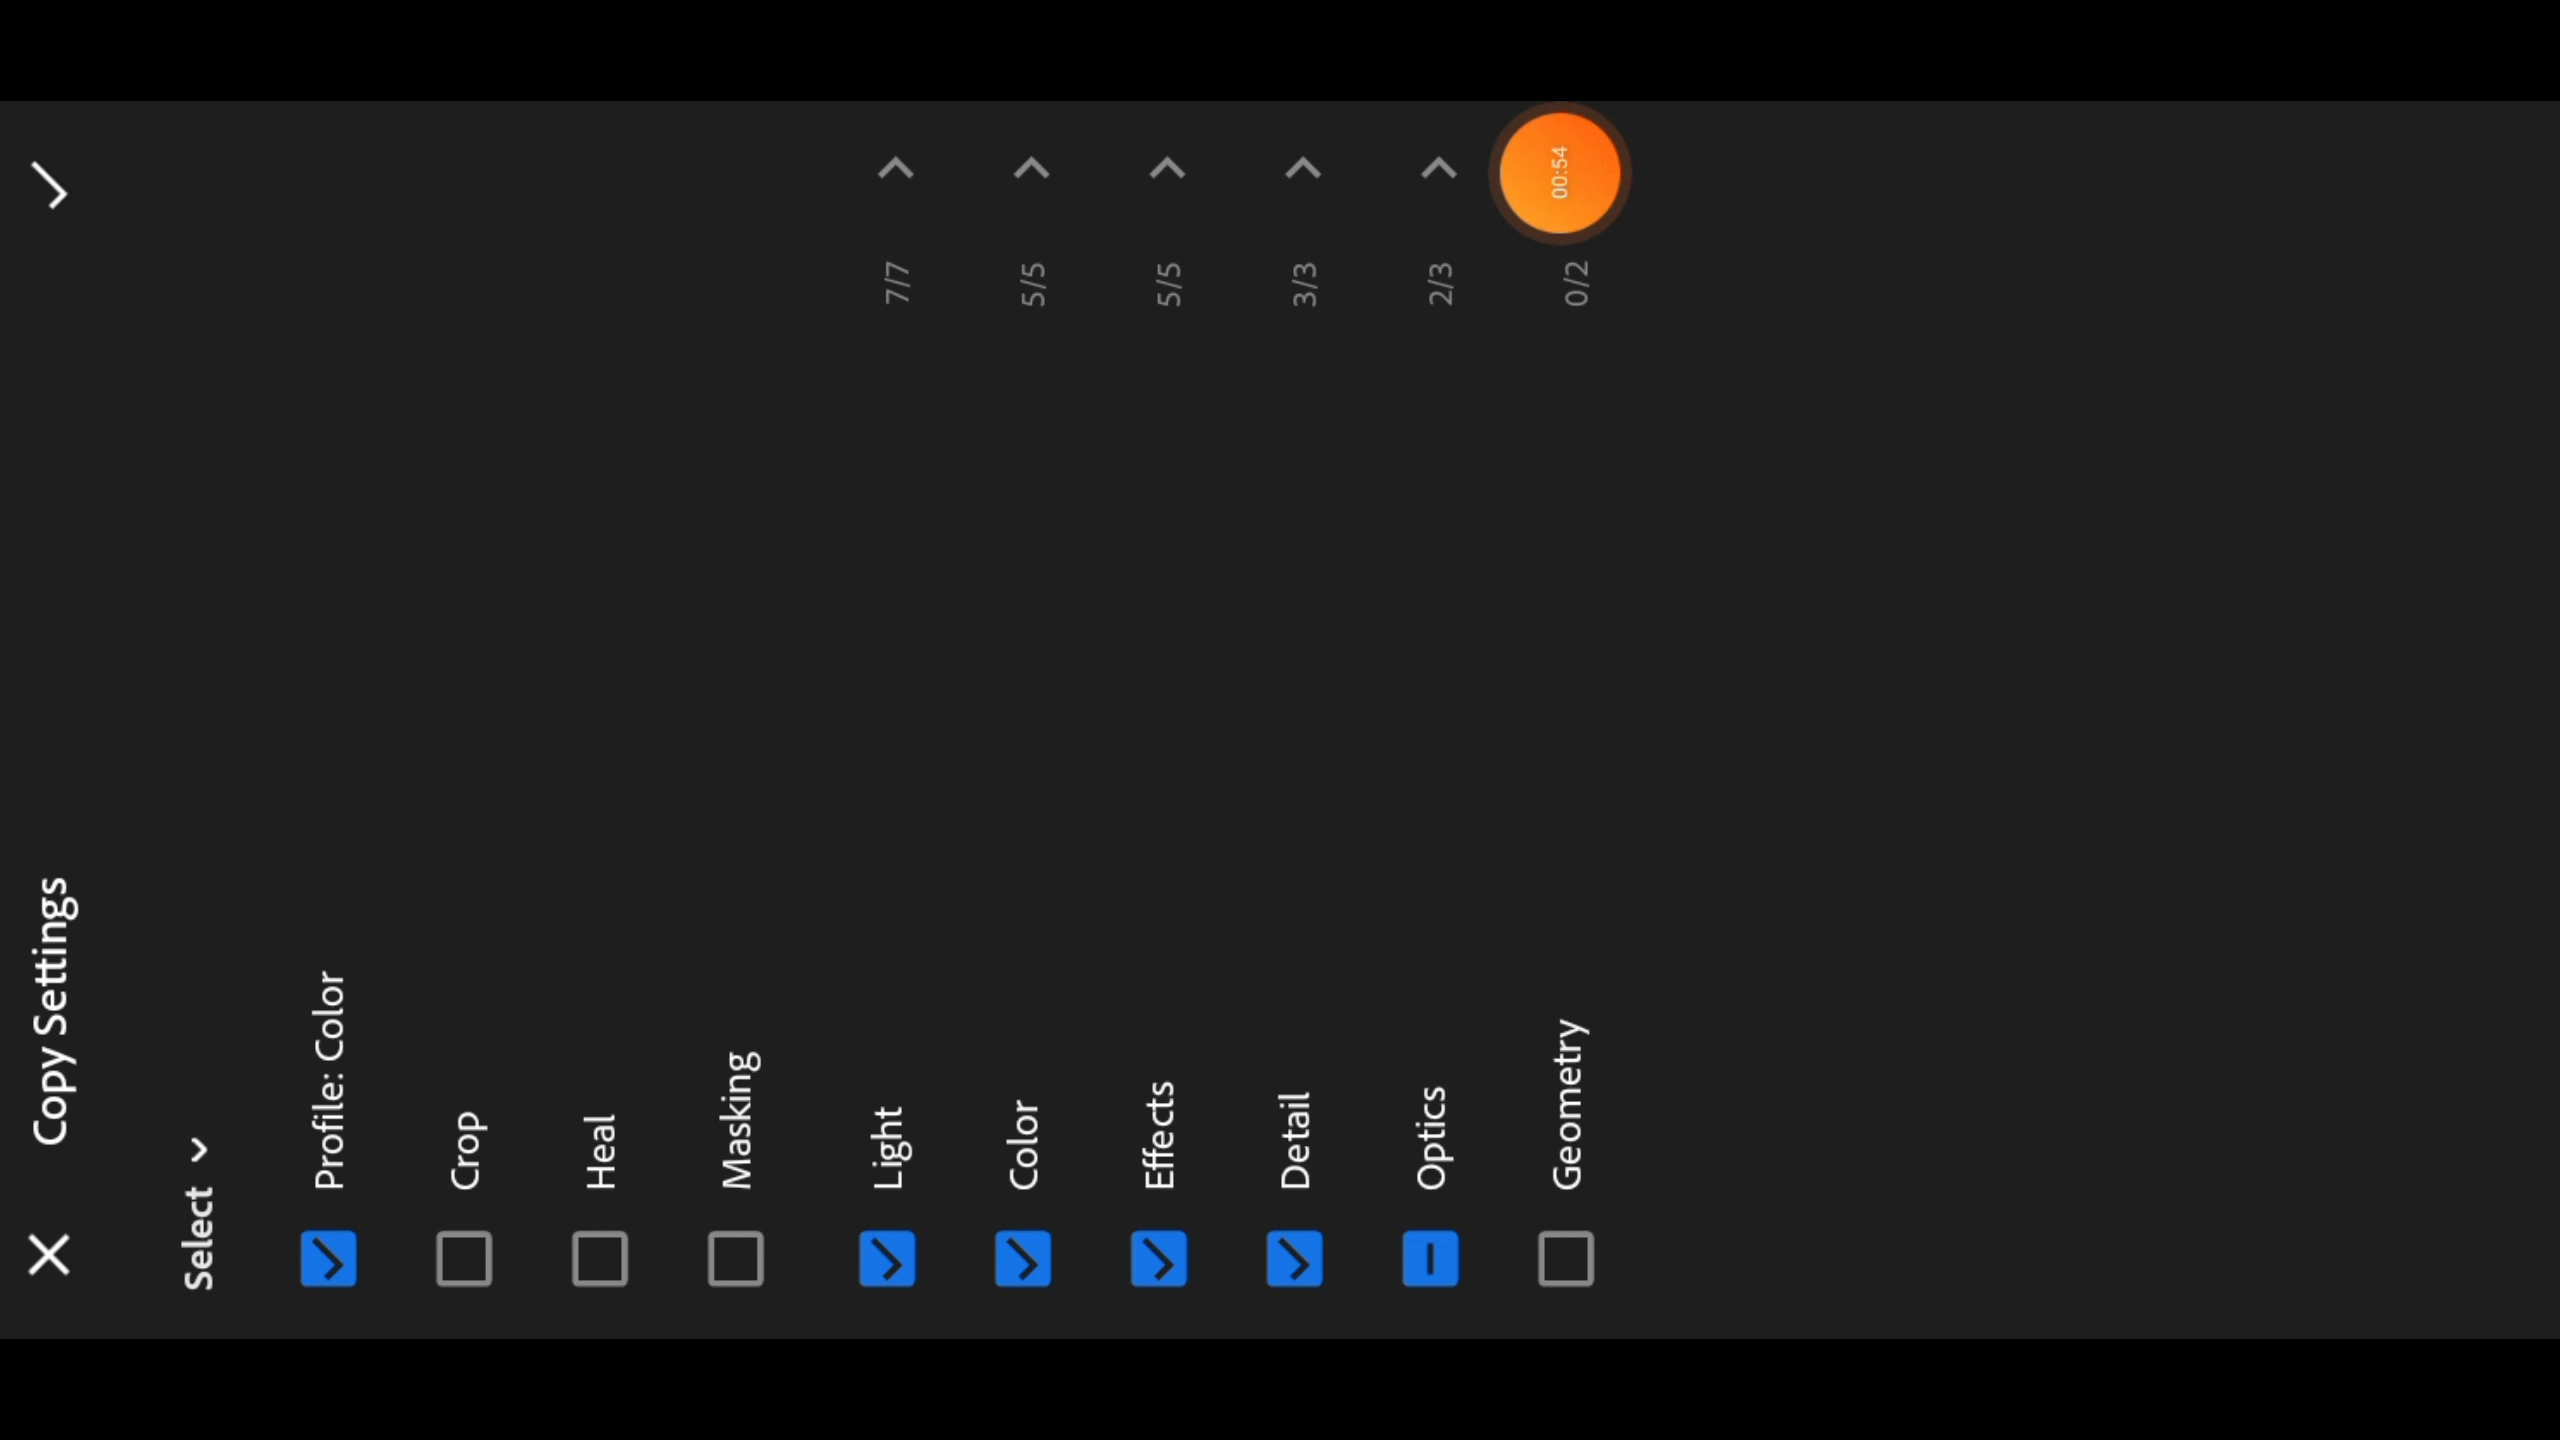 Copy Settings
Select
Profile: Color
Crop
Heal
Masking
Light 7/7
Color 5/5
Effects 5/5
Detail 3/3
Optics 2/3
Geometry 0/2
00:54